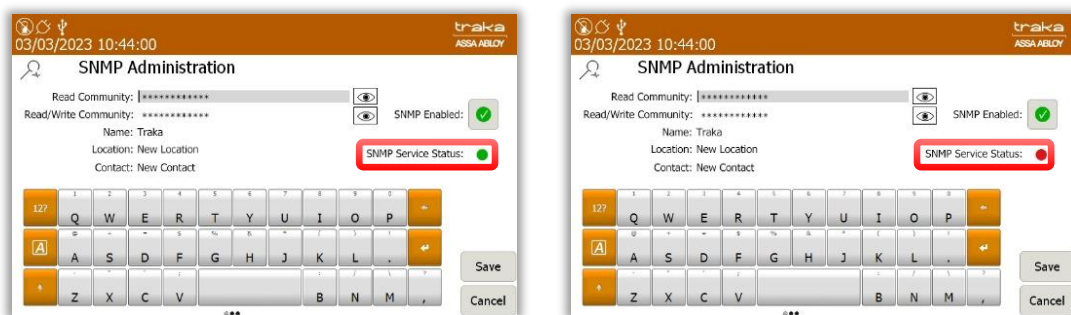 03/03/2023 10:44:00
traka
ASSA ABLOY
SNMP Administration
Read Community: ************
Read/Write Community: ************
SNMP Enabled:
Name: Traka
Location: New Location
SNMP Service Status:
Contact: New Contact
12?
Q W E R T Y U I O P
A
A S D F G H J K L .
Z X C V B N M ,
Save
Cancel
03/03/2023 10:44:00
traka
ASSA ABLOY
SNMP Administration
Read Community: ************
Read/Write Community: ************
SNMP Enabled:
Name: Traka
Location: New Location
SNMP Service Status:
Contact: New Contact
12?
Q W E R T Y U I O P
A
A S D F G H J K L .
Z X C V B N M ,
Save
Cancel